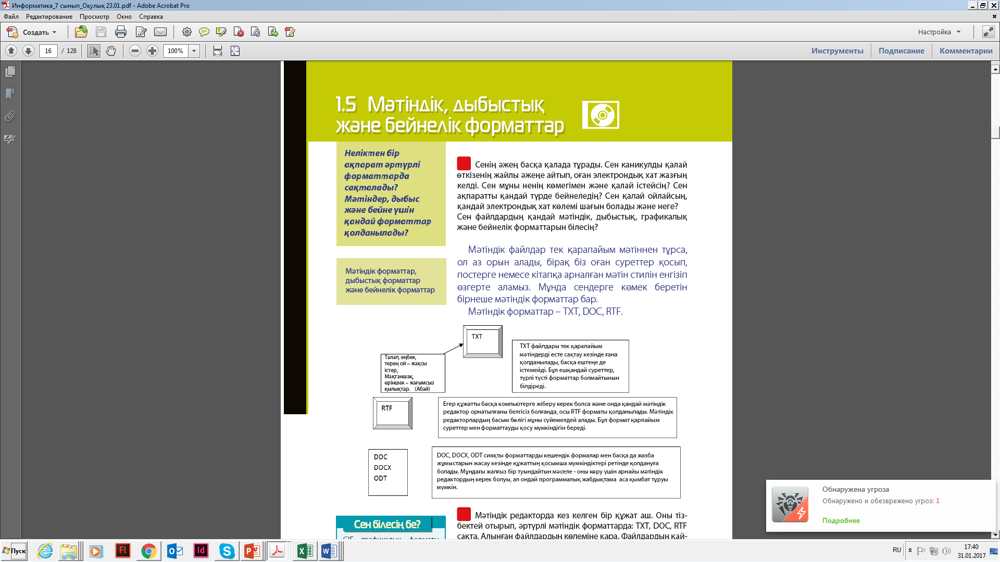 Информатика_7 сынып_Оқулық 23.01.pdf - Adobe Acrobat Pro
Файл Редактирование Просмотр Окно Справка
Создать
Настройка
16 / 128
100%
Инструменты Подписание Комментарии
1.5 Мәтіндік, дыбыстық
және бейнелік форматтар
Неліктен бір
ақпарат әртүрлі
форматтарда
сақталады?
Мәтіндер, дыбыс
және бейне үшін
қандай форматтар
қолданылады?
Мәтіндік форматтар,
дыбыстық форматтар
және бейнелік форматтар
Сенің әжең басқа қалада тұрады. Сен каникулды қалай
өткізенің жайлы әжеңе айтып, оған электрондық хат жазғың
келді. Сен мұны ненің көмегімен және қалай істейсің? Сен
ақпаратты қандай түрде бейнеледің? Сен қалай ойлайсың,
қандай электрондық хат көлемі шағын болады және неге?
Сен файлдардың қандай мәтіндік, дыбыстық, графикалық
және бейнелік форматтарын білесің?
Мәтіндік файлдар тек қарапайым мәтіннен тұрса,
ол аз орын алады, бірақ біз оған суреттер қосып,
постерге немесе кітапқа арналған мәтін стилін енгізіп
өзгерте аламыз. Мұнда сендерге көмек беретін
бірнеше мәтіндік форматтар бар.
Мәтіндік форматтар – TXT, DOC, RTF.
TXT
Талап, еңбек,
терең ой – жақсы
істер,
Мақтаншақ,
еріншек – жағымсыз
қылықтар. (Абай)
TXT файлдары тек қарапайым
мәтіндерді есте сақтау кезінде ғана
қолданылады, басқа ештеңе де
істемейді. Бұл ешқандай суреттер,
түрлі түсті форматтар болмайтынын
білдіреді.
RTF
Егер құжатты басқа компьютерге жіберу керек болса және онда қандай мәтіндік
редактор орнатылғаны белгісіз болғанда, осы RTF форматы қолданылады. Мәтіндік
редакторлардың басым бөлігі мұны сүйемелдей алады. Бұл формат қарпайым
суреттер мен форматтауды қосу мүмкіндігін береді.
DOC
DOCX
ODT
DOC, DOCX, ODT сияқты форматтарды кешендік формалар мен басқа да жазба
жұмыстарын жасау кезінде құжаттың қосымша мүмкіндіктері ретінде қолдануға
болады. Мұндағы жалғыз бір туындайтын мәселе - оны көру үшін арнайы мәтіндік
редактордың керек болуы, ал ондай программалық жабдықтама аса қымбат тұруы
мүмкін.
Сен білесің бе?
GIF графикалық форматы
Мәтіндік редакторда кез келген бір құжат аш. Оны тіз-
бектей отырып, әртүрлі мәтіндік форматтарда: TXT, DOC, RTF
сақта. Алынған файлдардың көлеміне қара. Файлдардың қай-
Обнаружена угроза
Обнаружено и обезврежено угроз: 1
Подробнее
Пуск
RU
17:40
31.01.2017